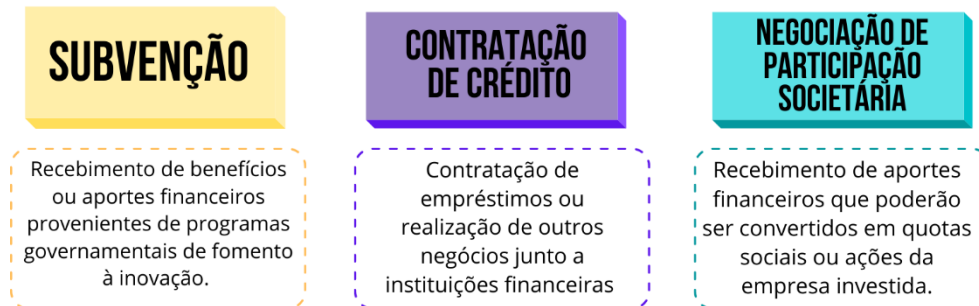 SUBVENÇÃO
Recebimento de benefícios
ou aportes financeiros
provenientes de programas
governamentais de fomento
à inovação.
CONTRATAÇÃO
DE CRÉDITO
Contratação de
empréstimos ou
realização de outros
negócios junto a
instituições financeiras
NEGOCIAÇÃO DE
PARTICIPAÇÃO
SOCIETÁRIA
Recebimento de aportes
financeiros que poderão
ser convertidos em quotas
sociais ou ações da
empresa investida.